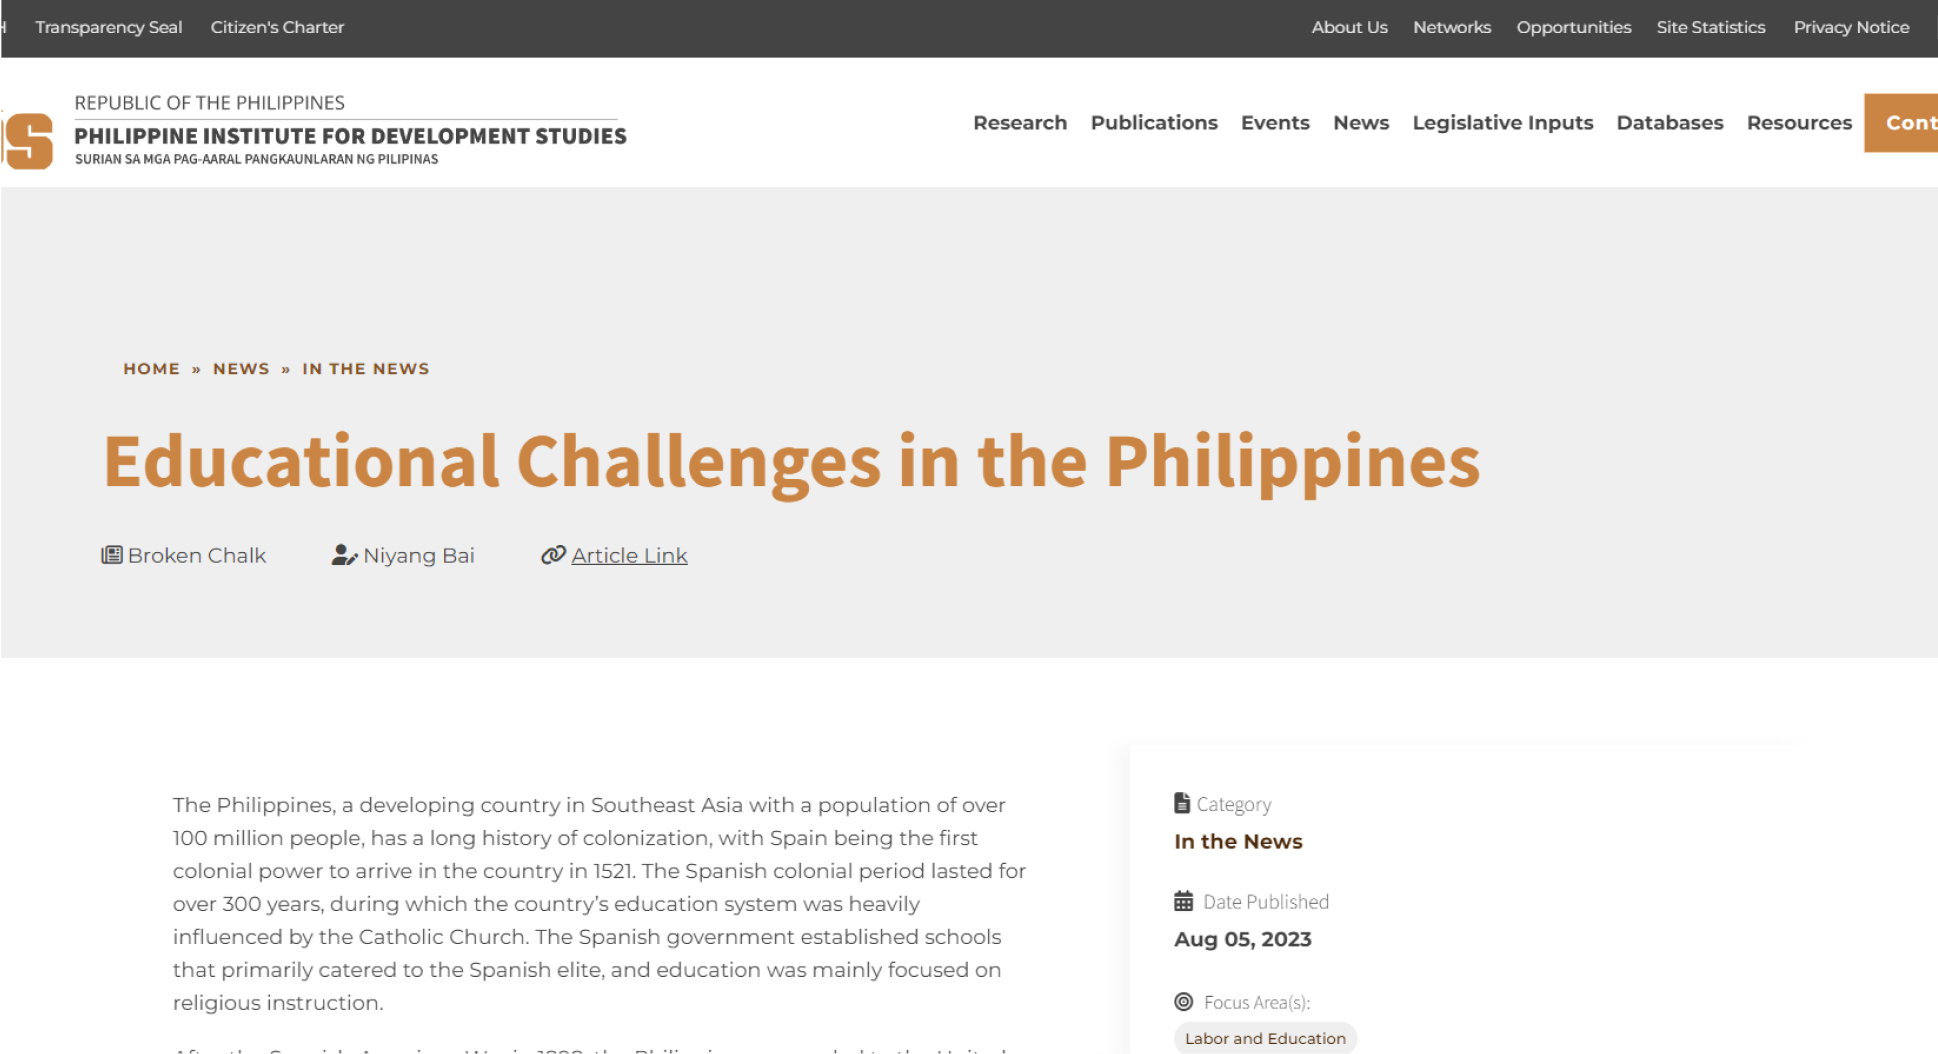 H Transparency Seal Citizen's Charter About Us Networks Opportunities Site Statistics Privacy Notice
S
REPUBLIC OF THE PHILIPPINES
PHILIPPINE INSTITUTE FOR DEVELOPMENT STUDIES
SURIAN SA MGA PAG-AARAL PANGKAUNLARAN NG PILIPINAS
Research Publications Events News Legislative Inputs Databases Resources Cont
HOME » NEWS » IN THE NEWS
Educational Challenges in the Philippines
Broken Chalk Niyang Bai Article Link
The Philippines, a developing country in Southeast Asia with a population of over
100 million people, has a long history of colonization, with Spain being the first
colonial power to arrive in the country in 1521. The Spanish colonial period lasted for
over 300 years, during which the country’s education system was heavily
influenced by the Catholic Church. The Spanish government established schools
that primarily catered to the Spanish elite, and education was mainly focused on
religious instruction.
Category
In the News
Date Published
Aug 05, 2023
Focus Area(s):
Labor and Education